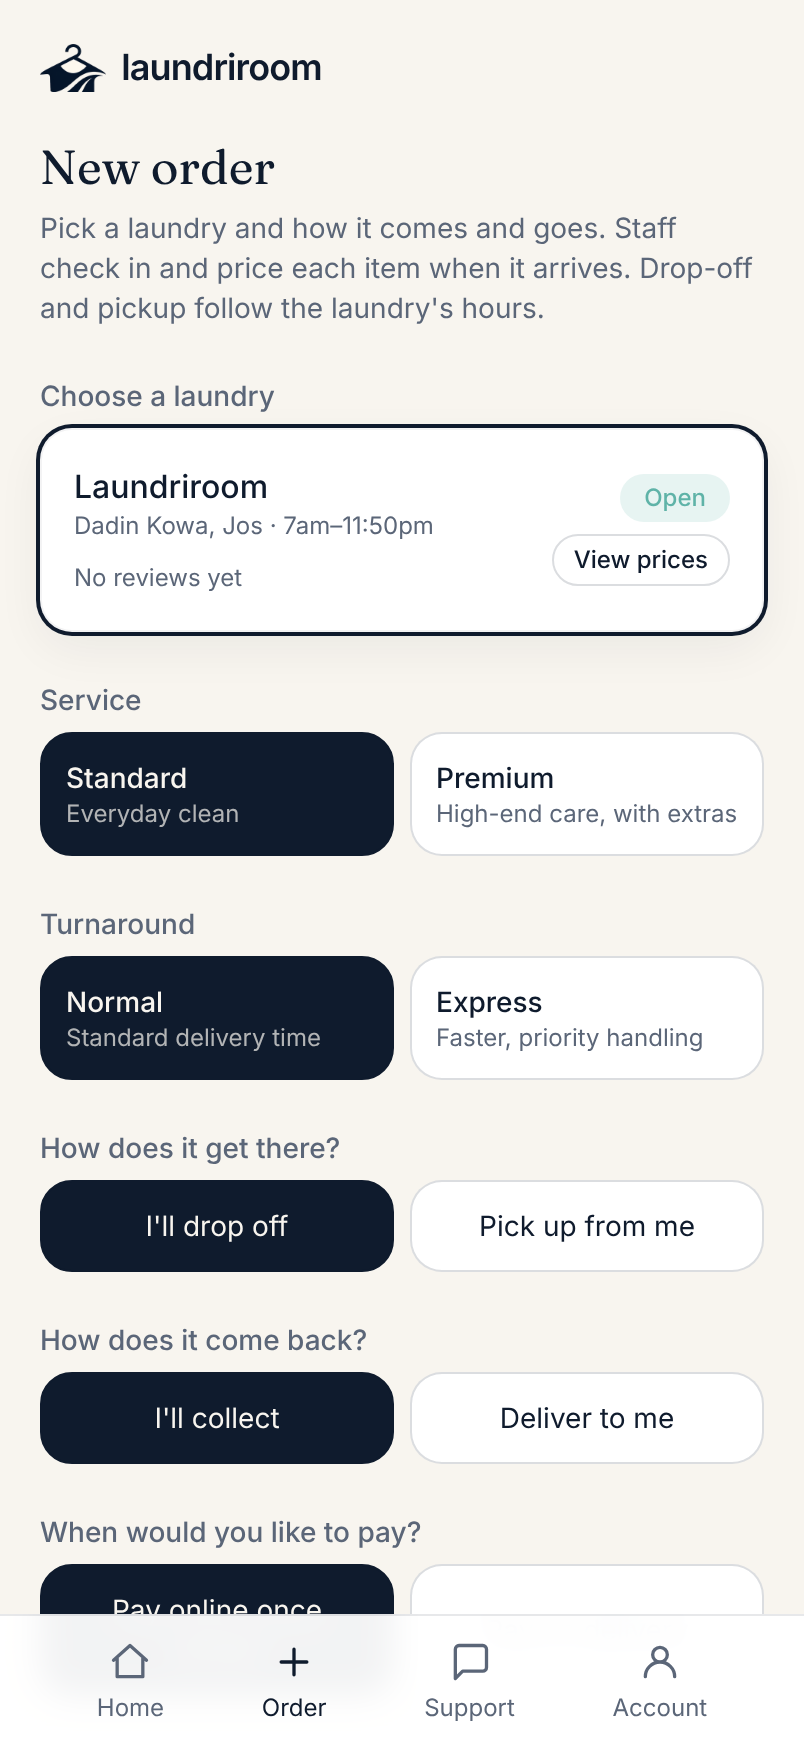 laundriroom
New order
Pick a laundry and how it comes and goes. Staff
check in and price each item when it arrives. Drop-off
and pickup follow the laundry's hours.
Choose a laundry
Laundriroom
Open
Dadin Kowa, Jos · 7am–11:50pm
View prices
No reviews yet
Service
Standard
Everyday clean
Premium
High-end care, with extras
Turnaround
Normal
Standard delivery time
Express
Faster, priority handling
How does it get there?
I'll drop off
Pick up from me
How does it come back?
I'll collect
Deliver to me
When would you like to pay?
Pay online once
Home
Order
Support
Account